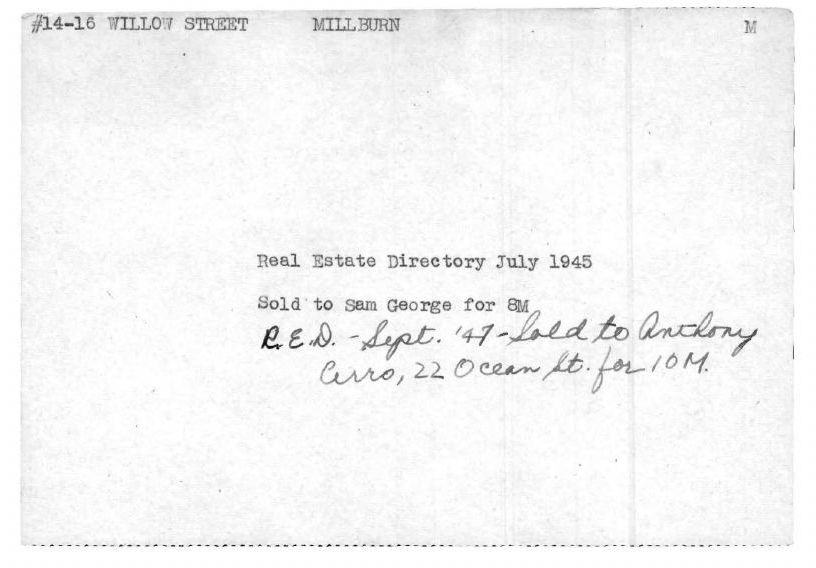 #14-16 WILLOW STREET MILLBURN M
Real Estate Directory July 1945
Sold to Sam George for 8M
R.E.D. - Sept. '47 - Sold to Anthony
Cirro, 22 Ocean St. for 10M.